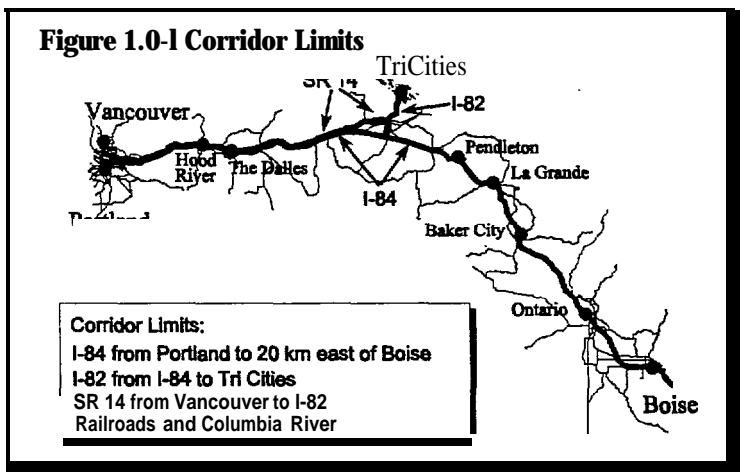 Figure 1.0-l Corridor Limits
TriCities
SR 14
I-82
Vancouver
Hood
River
The Dalles
Pendleton
La Grande
I-84
Portland
Baker City
Ontario
Boise
Corridor Limits:
I-84 from Portland to 20 km east of Boise
I-82 from I-84 to Tri Cities
SR 14 from Vancouver to I-82
Railroads and Columbia River